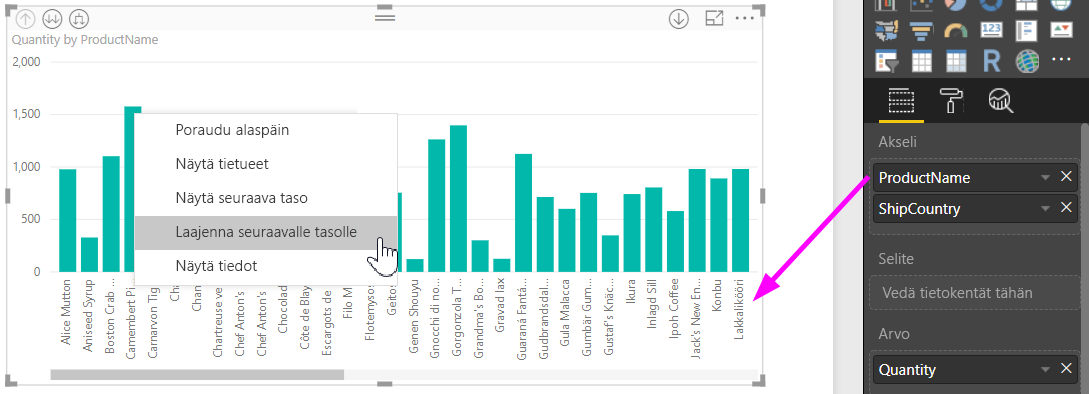 Quantity by ProductName
2,000
1,500
1,000
500
0
Alice Mutton
Aniseed Syrup
Boston Crab ...
Camembert Pi...
Carnarvon Tig
Cha
Chan
Chartreuse ve
Chef Anton's
Chef Anton's
Chocolad
Côte de Blay
Escargots de
Filo M
Flotemysos
Geitos
Genen Shouyu
Gnocchi di no...
Gorgonzola T...
Grandma's Bo...
Gravad lax
Guaraná Fantá...
Gudbrandsdal...
Gula Malacca
Gumbär Gum...
Gustaf's Knäc...
Ikura
Inlagd Sill
Ipoh Coffee
Jack's New En...
Konbu
Lakkalikööri
Poraudu alaspäin
Näytä tietueet
Näytä seuraava taso
Laajenna seuraavalle tasolle
Näytä tiedot
123
R
Akseli
ProductName
ShipCountry
Selite
Vedä tietokentät tähän
Arvo
Quantity